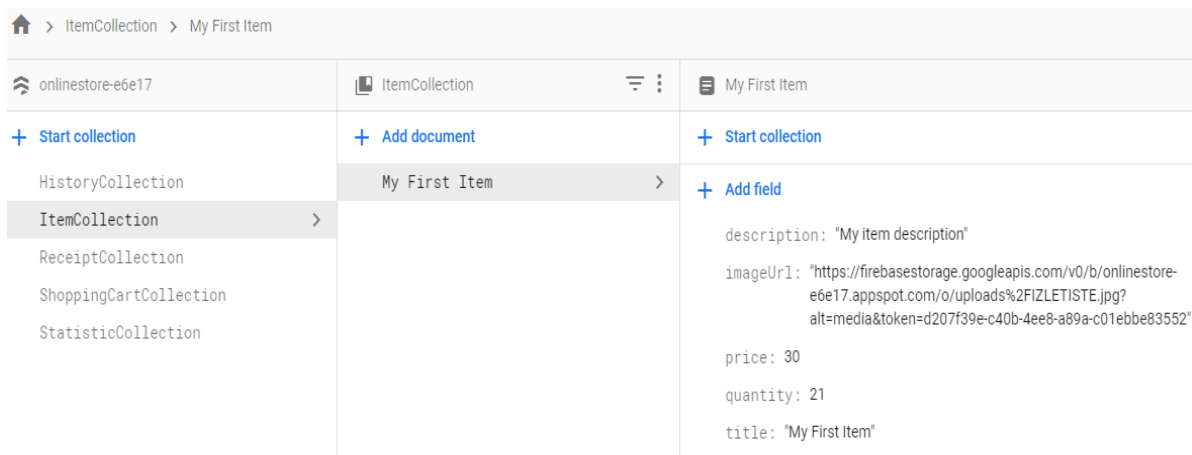 ItemCollection > My First Item
onlinestore-e6e17
ItemCollection
My First Item
+ Start collection
+ Add document
+ Start collection
HistoryCollection
ItemCollection
ReceiptCollection
ShoppingCartCollection
StatisticCollection
My First Item
+ Add field
description: "My item description"
imageUrl: "https://firebasestorage.googleapis.com/v0/b/onlinestore-
e6e17.appspot.com/o/uploads%2FIZLETISTE.jpg?
alt=media&token=d207f39e-c40b-4ee8-a89a-c01ebbe83552"
price: 30
quantity: 21
title: "My First Item"